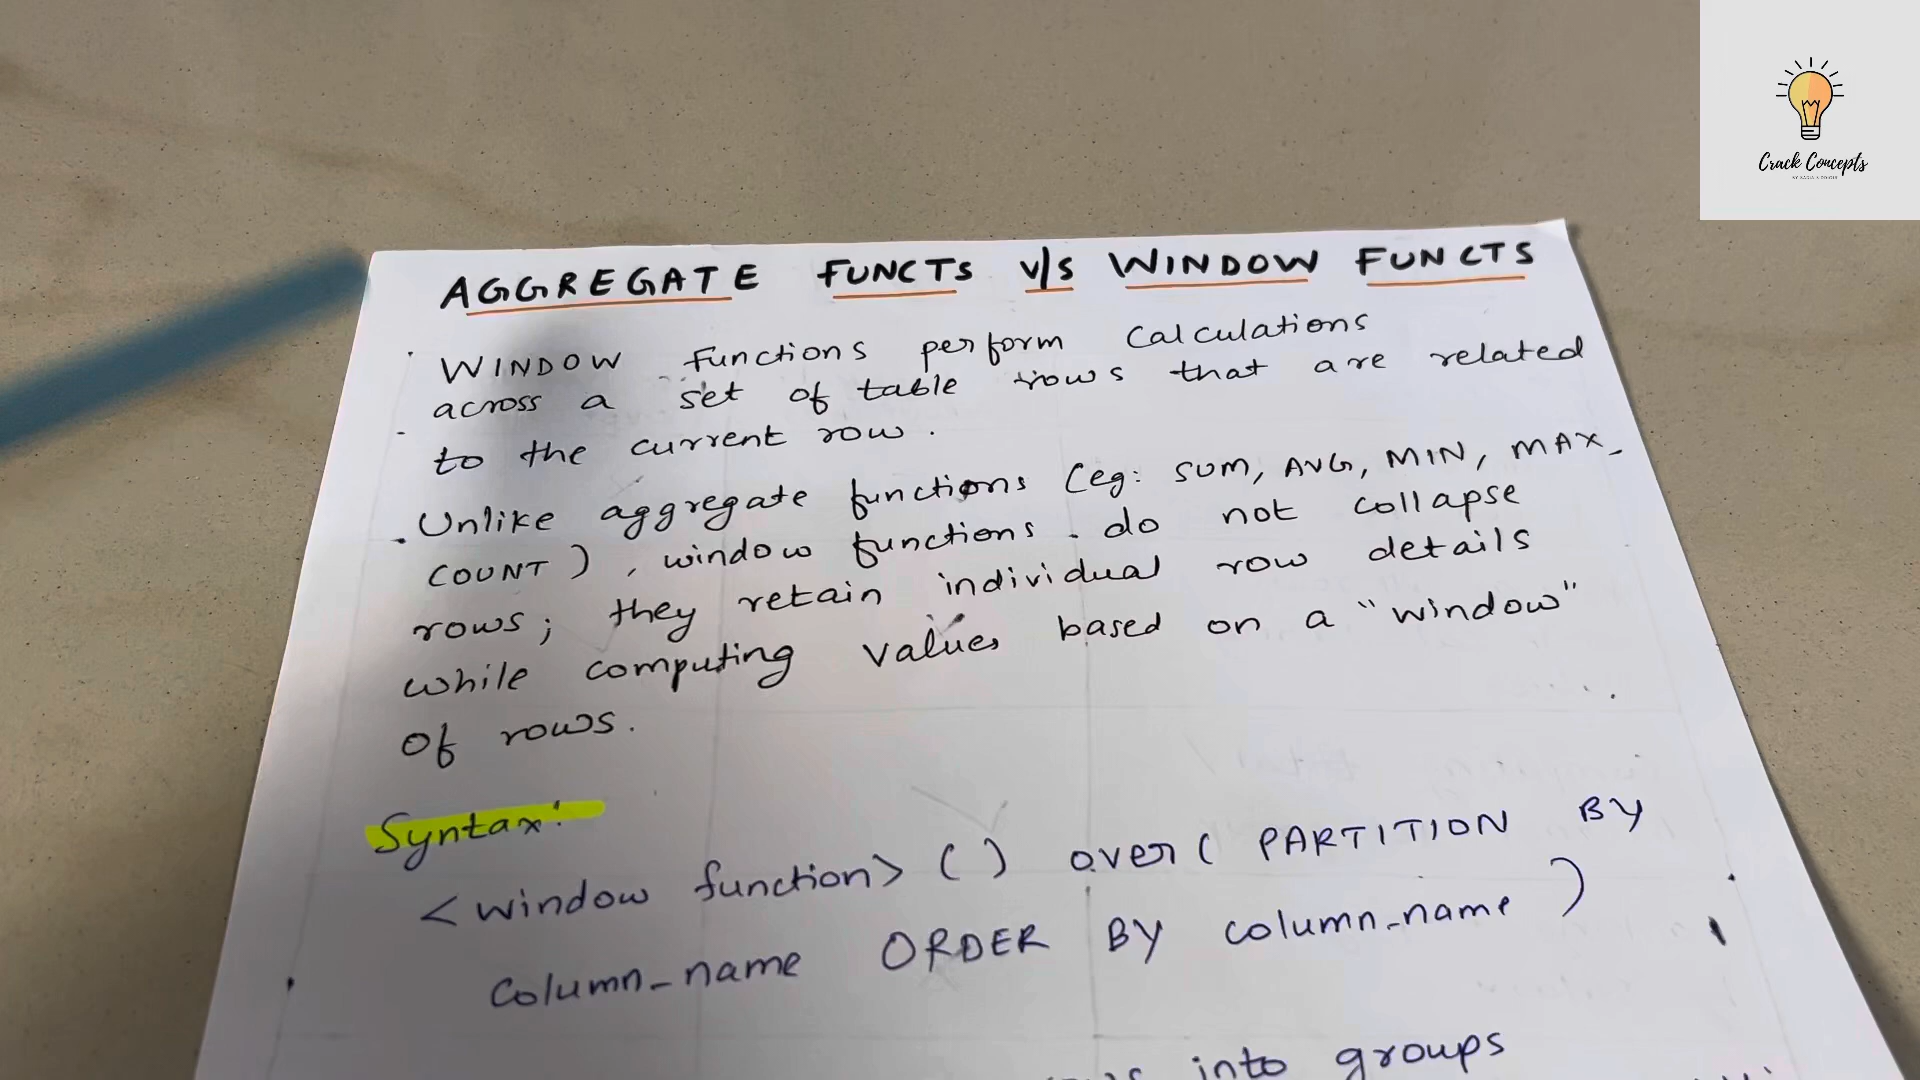 Crack Concepts
AGGREGATE FUNCTS V/S WINDOW FUNCTS
. WINDOW functions perform calculations
across a set of table rows that are related
to the current row.
. Unlike aggregate functions (eg: SUM, AVG, MIN, MAX,
COUNT), window functions do not collapse
rows; they retain individual row details
while computing values based on a "window"
of rows.
Syntax:
<window function> () over ( PARTITION BY
column_name ORDER BY column_name )
into groups